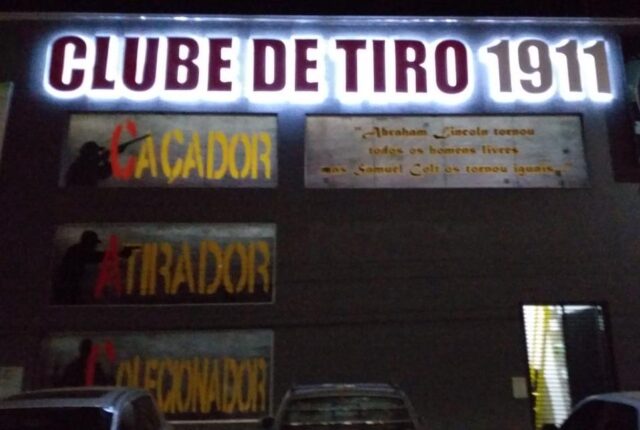 CLUBE DE TIRO 1911
CAÇADOR
"Abraham Lincoln tornou
todos os homens livres
mas Samuel Colt os tornou iguais..."
ATIRADOR
COLECIONADOR